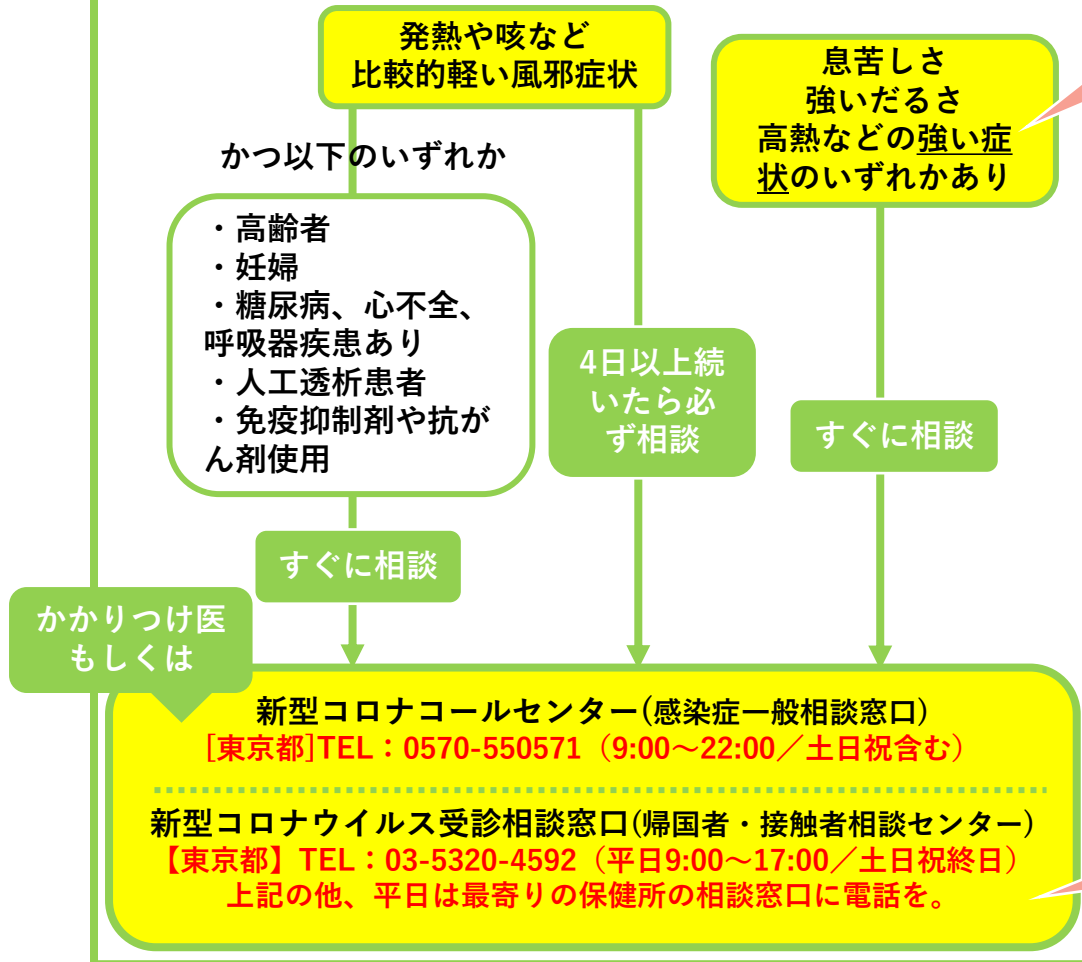 発熱や咳など
比較的軽い風邪症状
息苦しさ
強いだるさ
高熱などの強い症
状のいずれかあり
かつ以下のいずれか
・高齢者
・妊婦
・糖尿病、心不全、
呼吸器疾患あり
・人工透析患者
・免疫抑制剤や抗が
ん剤使用
4日以上続
いたら必
ず相談
すぐに相談
すぐに相談
かかりつけ医
もしくは
新型コロナコールセンター(感染症一般相談窓口)
[東京都]TEL：0570-550571（9:00～22:00／土日祝含む）
新型コロナウイルス受診相談窓口(帰国者・接触者相談センター)
【東京都】TEL：03-5320-4592（平日9:00～17:00／土日祝終日）
上記の他、平日は最寄りの保健所の相談窓口に電話を。